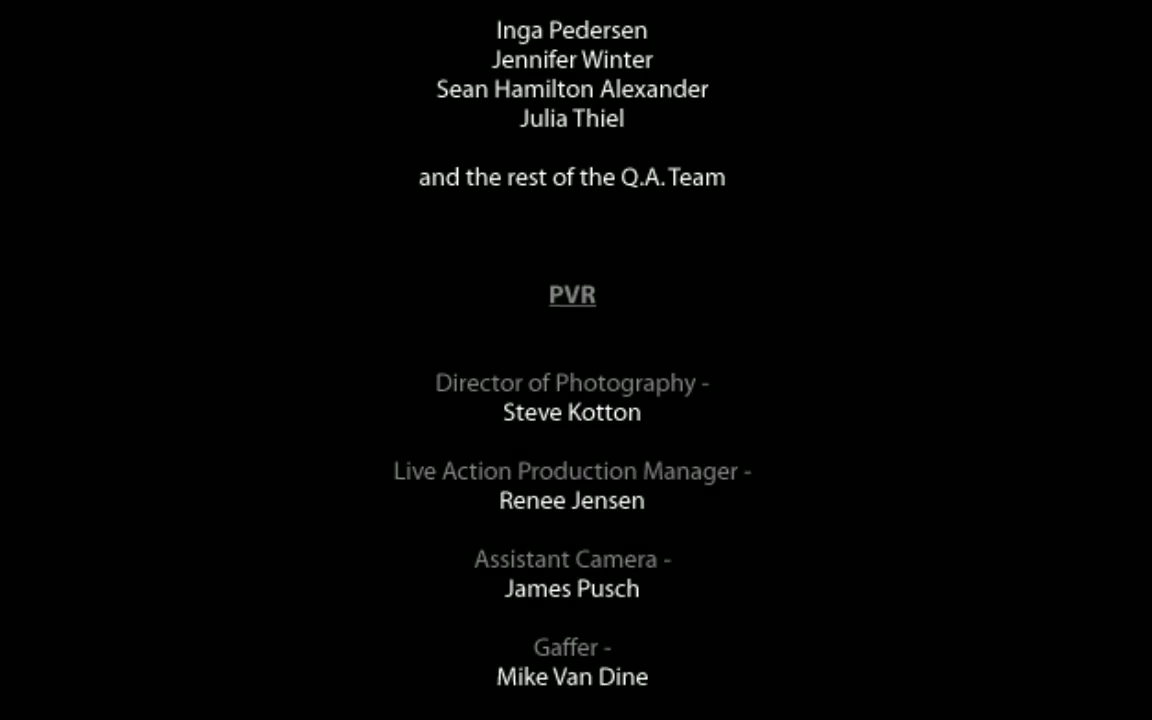 Inga Pedersen
Jennifer Winter
Sean Hamilton Alexander
Julia Thiel
and the rest of the Q.A. Team
PVR
Director of Photography -
Steve Kotton
Live Action Production Manager -
Renee Jensen
Assistant Camera -
James Pusch
Gaffer -
Mike Van Dine